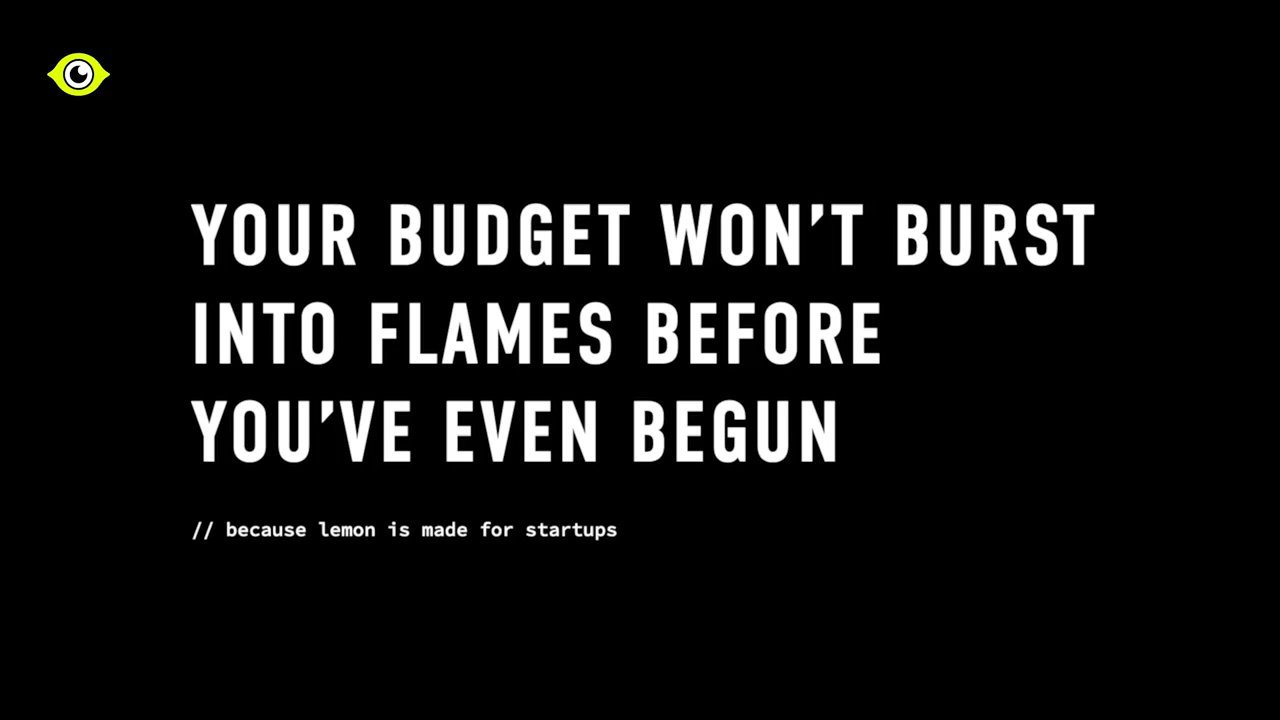 YOUR BUDGET WON’T BURST
INTO FLAMES BEFORE
YOU’VE EVEN BEGUN
// because lemon is made for startups